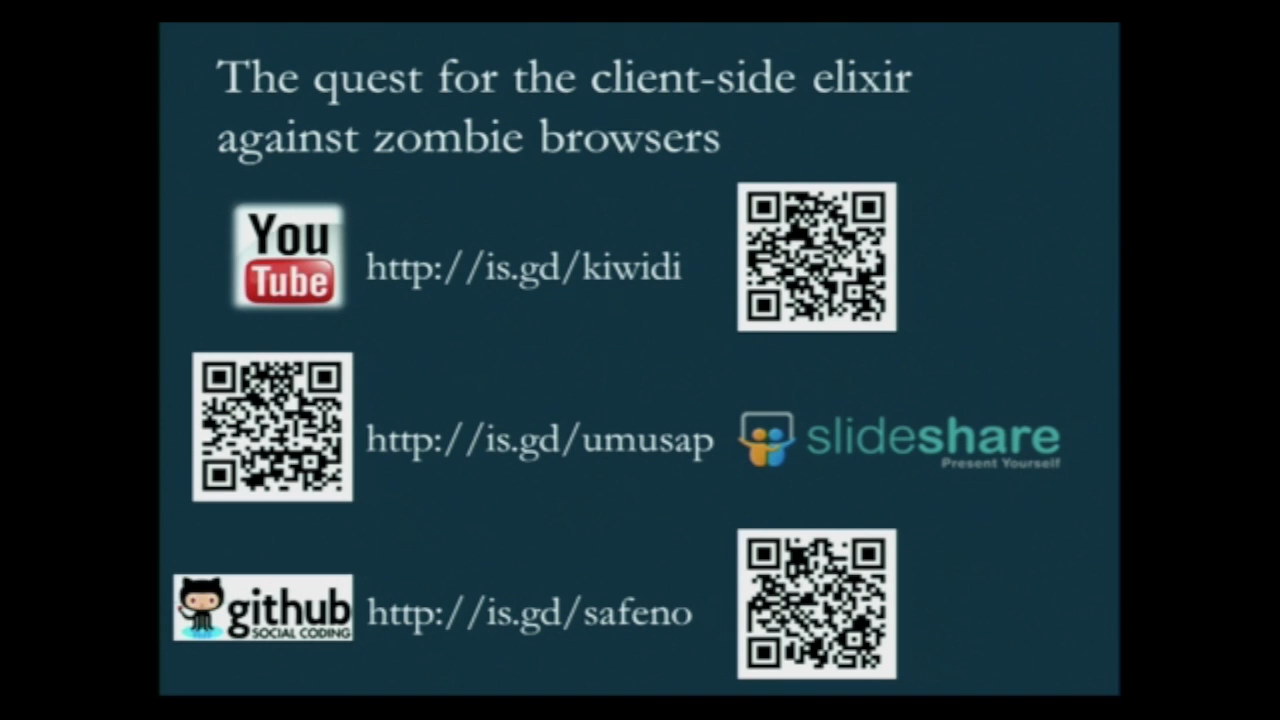 The quest for the client-side elixir
against zombie browsers
You
Tube
http://is.gd/kiwidi
http://is.gd/umusap
slideshare
Present Yourself
github
SOCIAL CODING
http://is.gd/safeno